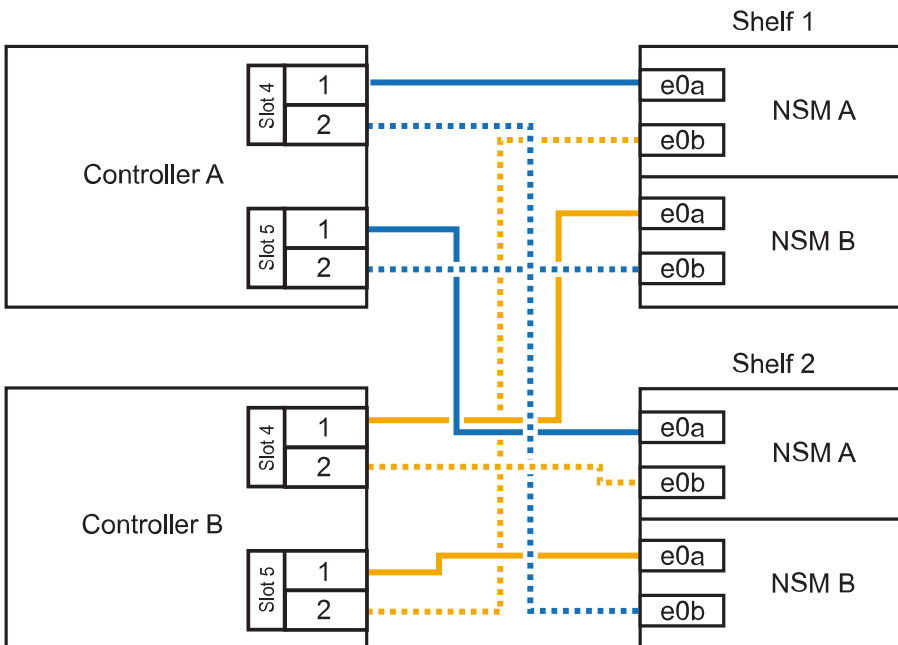 Shelf 1
Controller A
Slot 4
1
2
Slot 5
1
2
e0a
e0b
NSM A
e0a
e0b
NSM B
Shelf 2
Controller B
Slot 4
1
2
Slot 5
1
2
e0a
e0b
NSM A
e0a
e0b
NSM B